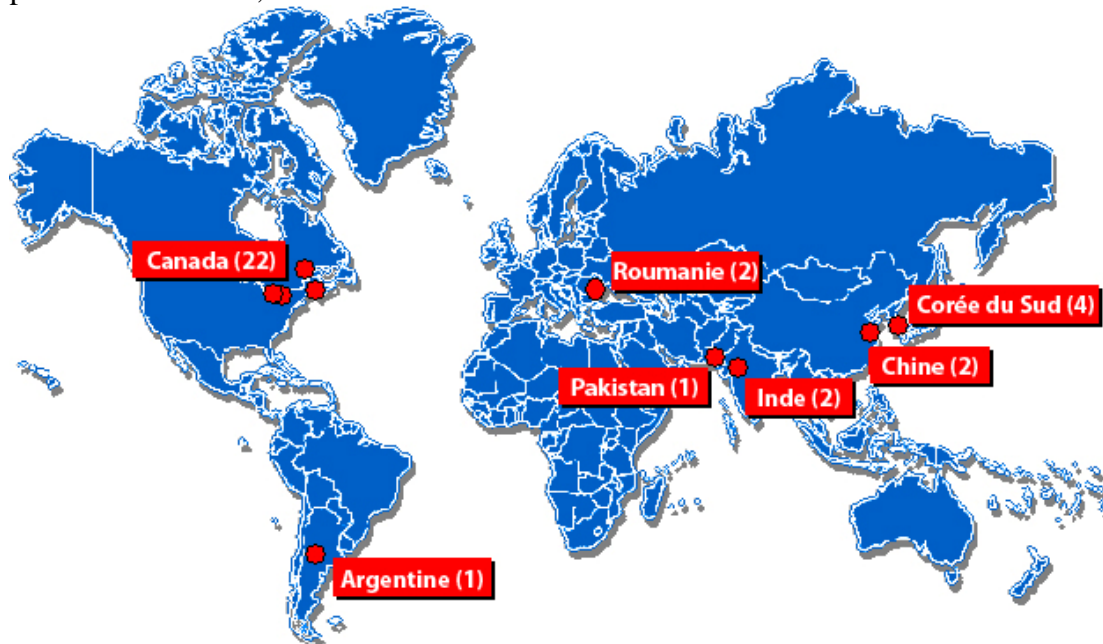 Canada (22)
Roumanie (2)
Corée du Sud (4)
Chine (2)
Pakistan (1)
Inde (2)
Argentine (1)